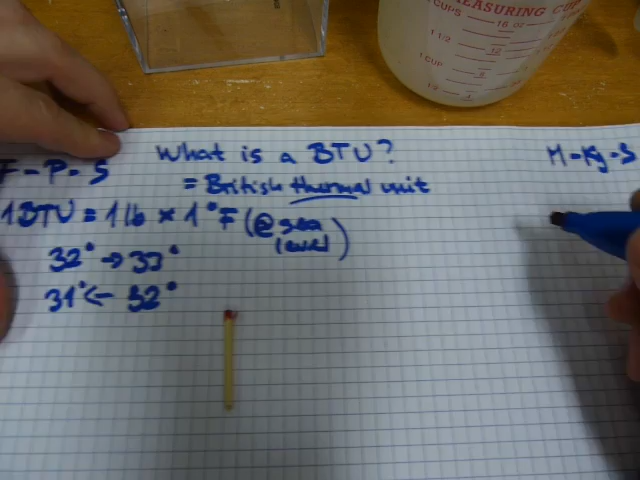 MEASURING CUP
CUPS 16 oz
1 1/2 12
1 CUP 8
What is a BTU?
F-P-S
M-Kg-S
= British thermal unit
1 BTU = 1 lb × 1°F (@ sea level)
32° → 33°
31° ← 32°